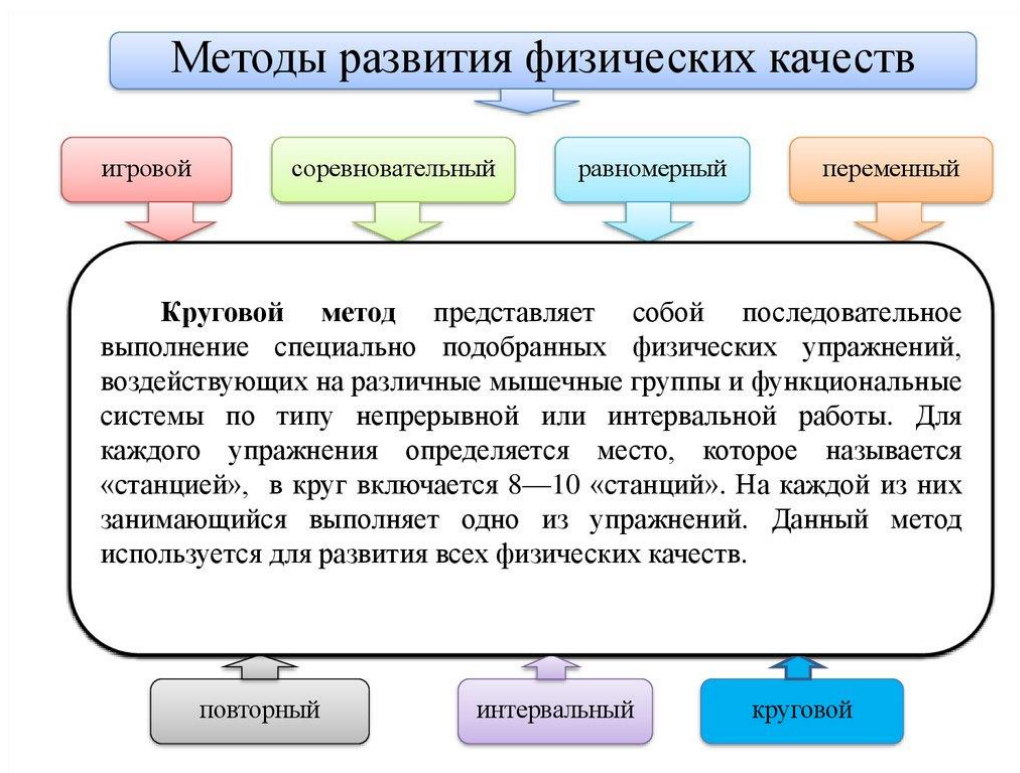 Методы развития физических качеств
игровой
соревновательный
равномерный
переменный
Круговой метод представляет собой последовательное
выполнение специально подобранных физических упражнений,
воздействующих на различные мышечные группы и функциональные
системы по типу непрерывной или интервальной работы. Для
каждого упражнения определяется место, которое называется
«станцией», в круг включается 8—10 «станций». На каждой из них
занимающийся выполняет одно из упражнений. Данный метод
используется для развития всех физических качеств.
повторный
интервальный
круговой